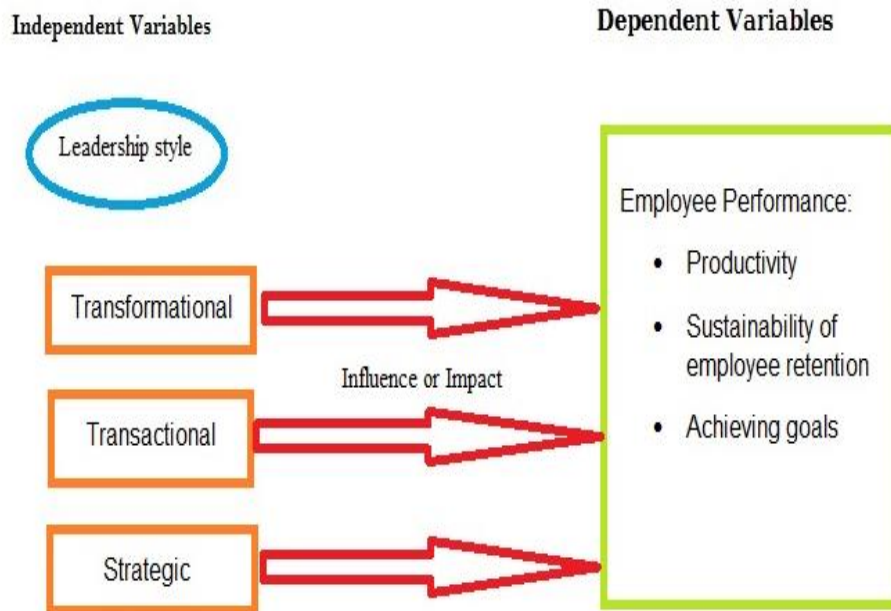 Independent Variables
Dependent Variables
Leadership style
Transformational
Influence or Impact
Transactional
Strategic
Employee Performance:
• Productivity
• Sustainability of
employee retention
• Achieving goals